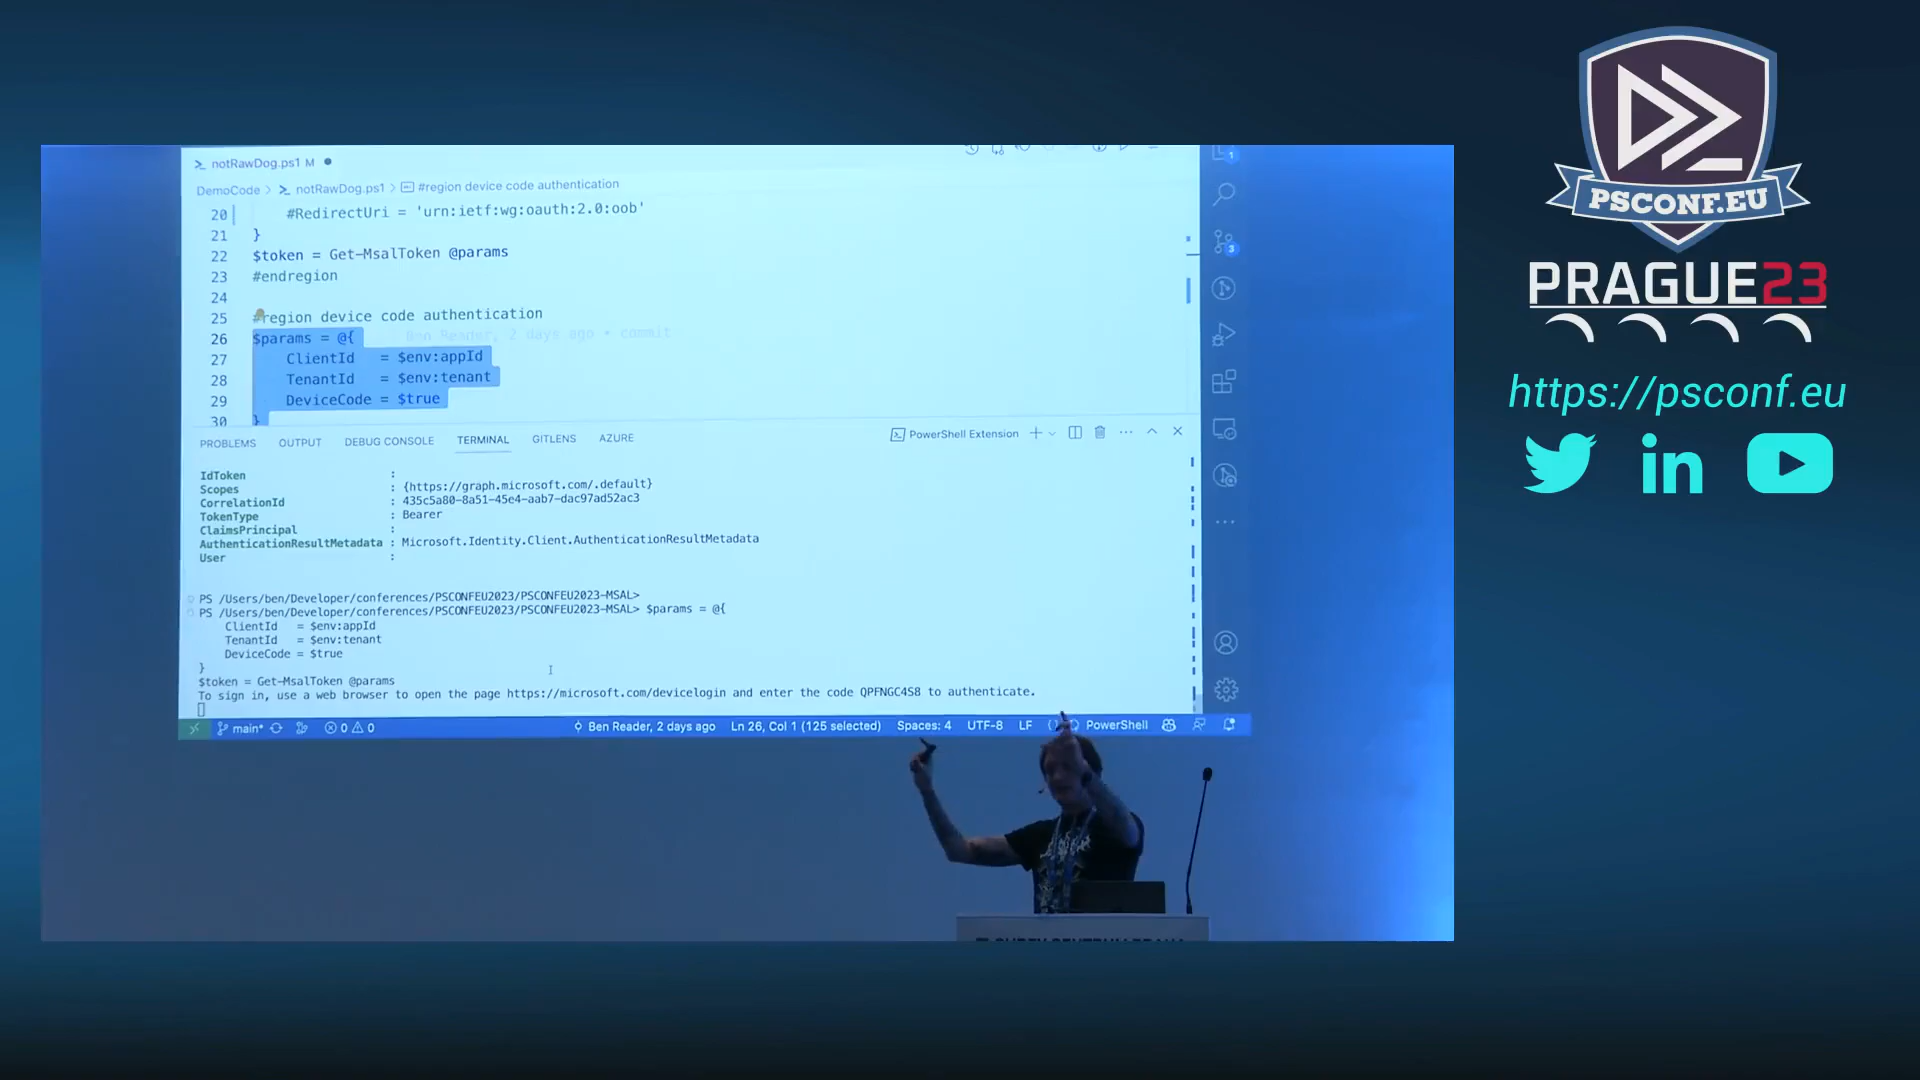 notRawDog.ps1 M
DemoCode > notRawDog.ps1 > #region device code authentication
20 #RedirectUri = 'urn:ietf:wg:oauth:2.0:oob'
21 }
22 $token = Get-MsalToken @params
23 #endregion
24
25 #region device code authentication
26 $params = @{ Ben Reader, 2 days ago • commit
27 ClientId = $env:appId
28 TenantId = $env:tenant
29 DeviceCode = $true
30 }
PROBLEMS OUTPUT DEBUG CONSOLE TERMINAL GITLENS AZURE PowerShell Extension
IdToken :
Scopes : {https://graph.microsoft.com/.default}
CorrelationId : 435c5a80-8a51-45e4-aab7-dac97ad52ac3
TokenType : Bearer
ClaimsPrincipal :
AuthenticationResultMetadata : Microsoft.Identity.Client.AuthenticationResultMetadata
User :
PS /Users/ben/Developer/conferences/PSCONFEU2023/PSCONFEU2023-MSAL>
PS /Users/ben/Developer/conferences/PSCONFEU2023/PSCONFEU2023-MSAL> $params = @{
ClientId = $env:appId
TenantId = $env:tenant
DeviceCode = $true
}
$token = Get-MsalToken @params
To sign in, use a web browser to open the page https://microsoft.com/devicelogin and enter the code QPFNGC4S8 to authenticate.
main* 0 0 Ben Reader, 2 days ago Ln 26, Col 1 (125 selected) Spaces: 4 UTF-8 LF PowerShell
1
3
PSCONF.EU
PRAGUE23
https://psconf.eu
in